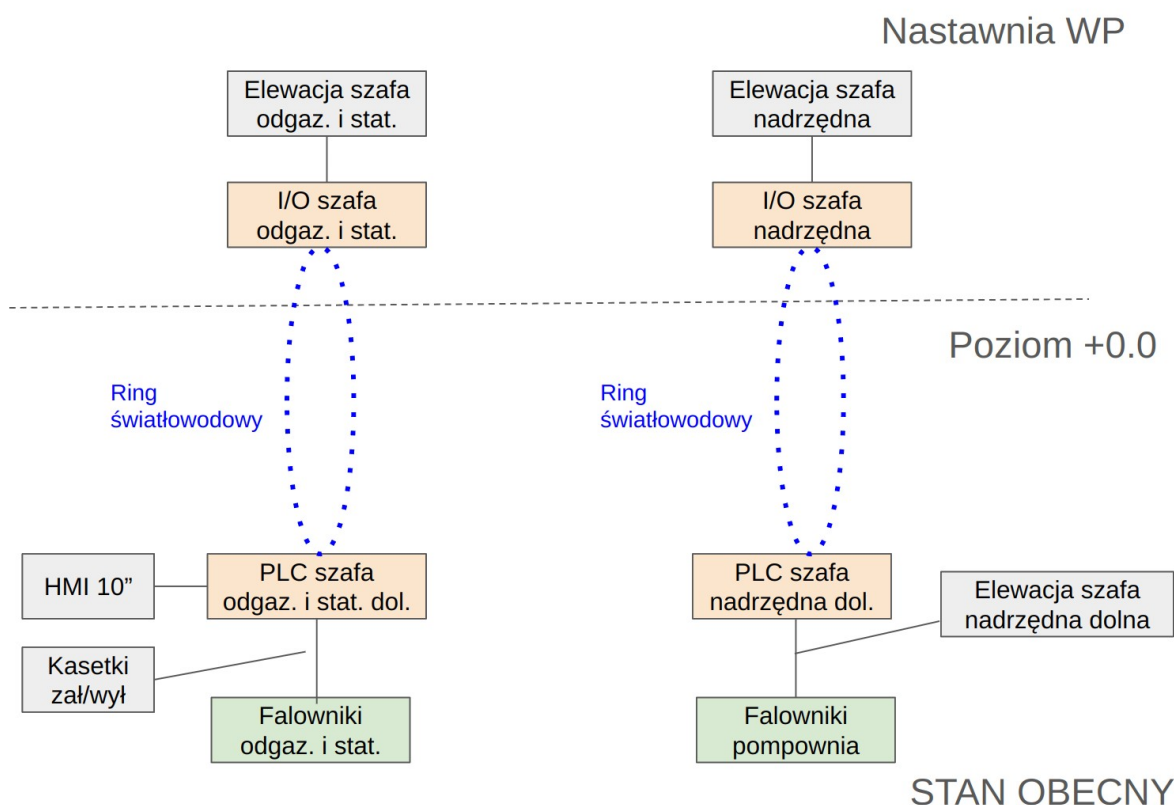 Nastawnia WP
Elewacja szafa
odgaz. i stat.
Elewacja szafa
nadrzędna
I/O szafa
odgaz. i stat.
I/O szafa
nadrzędna
Poziom +0.0
Ring
światłowodowy
Ring
światłowodowy
HMI 10”
PLC szafa
odgaz. i stat. dol.
PLC szafa
nadrzędna dol.
Elewacja szafa
nadrzędna dolna
Kasetki
zał/wył
Falowniki
odgaz. i stat.
Falowniki
pompownia
STAN OBECNY